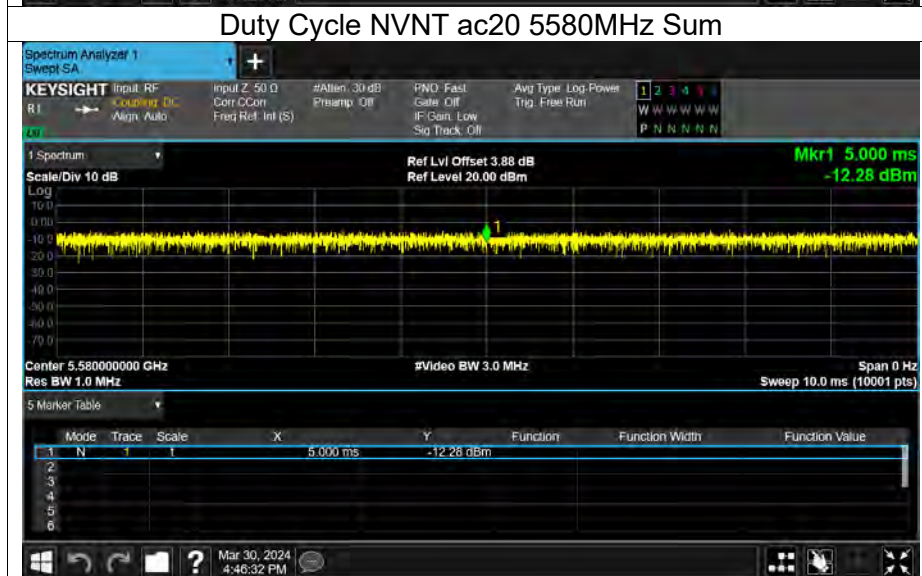 Duty Cycle NVNT ac20 5580MHz Sum
Spectrum Analyzer 1
Swept SA
+
KEYSIGHT Input: RF Input Z: 50 Ω #Atten: 30 dB PNO: Fast Avg Type: Log-Power 1 2 3 4 5 6
R L Coupling: DC Corr CCorr Preamp: Off Gate: Off Trig: Free Run W W W W W W
Align: Auto Freq Ref: Int (S) IF Gain: Low
Sig Track: Off P N N N N N
1 Spectrum Ref Lvl Offset 3.88 dB Mkr1 5.000 ms
Scale/Div 10 dB Ref Level 20.00 dBm -12.28 dBm
Log
10.0
0.00
1
-10.0
-20.0
-30.0
-40.0
-50.0
-60.0
-70.0
Center 5.580000000 GHz #Video BW 3.0 MHz Span 0 Hz
Res BW 1.0 MHz Sweep 10.0 ms (10001 pts)
5 Marker Table
Mode Trace Scale X Y Function Function Width Function Value
1 N 1 t 5.000 ms -12.28 dBm
2
3
4
5
6
? Mar 30, 2024
4:46:32 PM